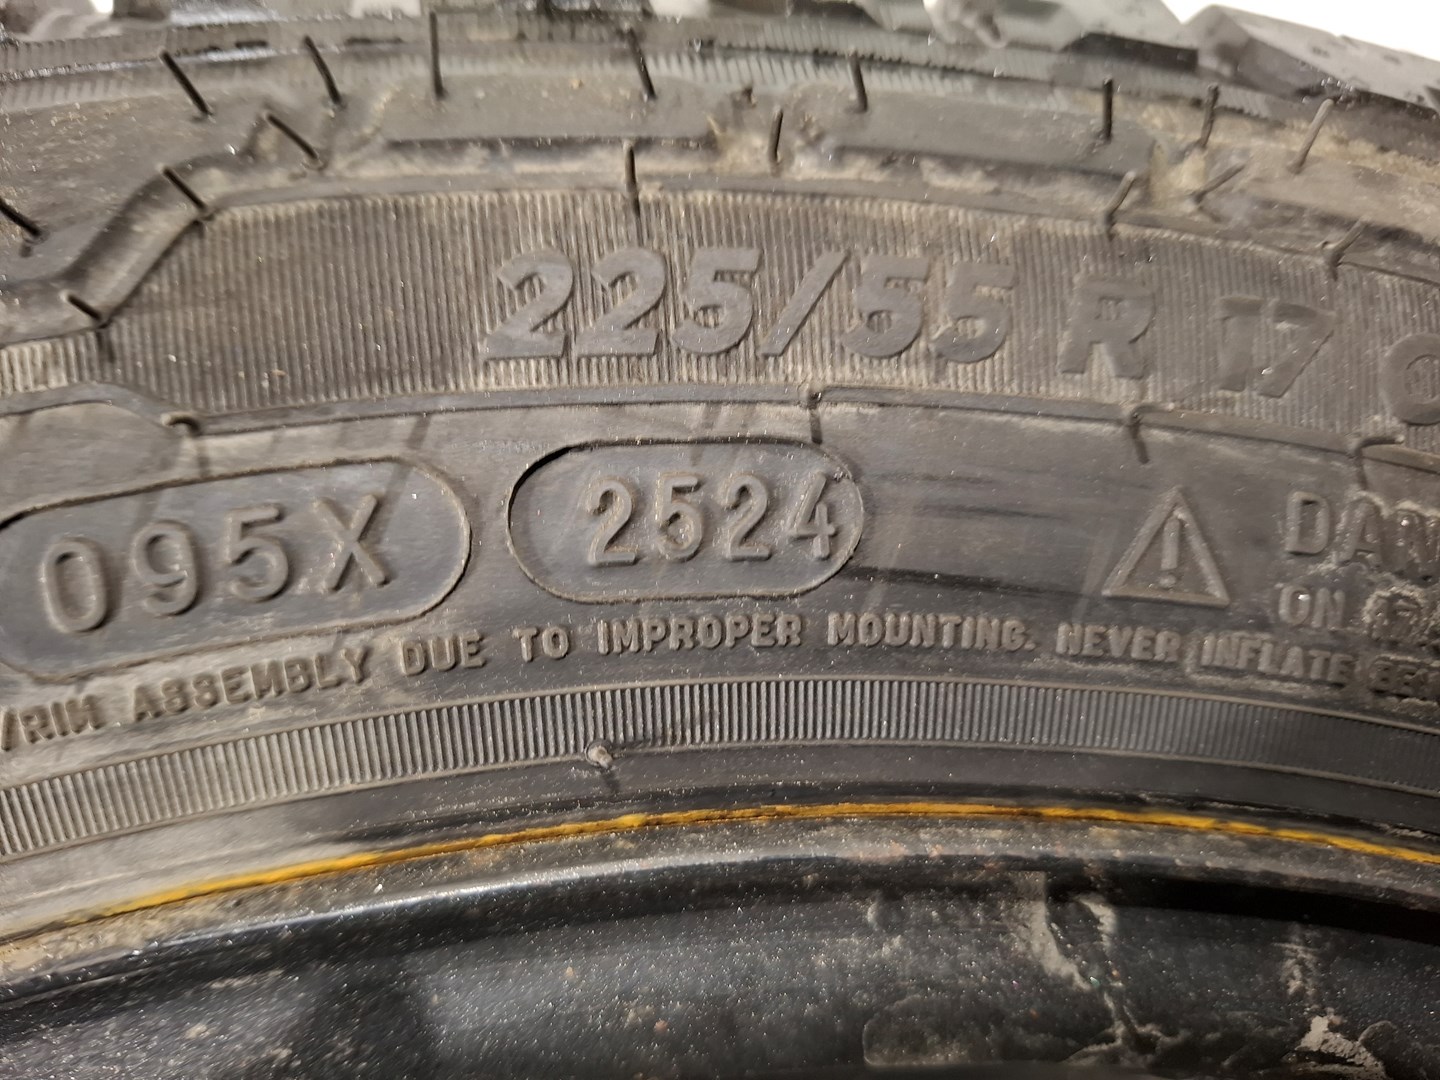 225/55 R 17
095X 2524
DAN
ON
/RIM ASSEMBLY DUE TO IMPROPER MOUNTING. NEVER INFLATE